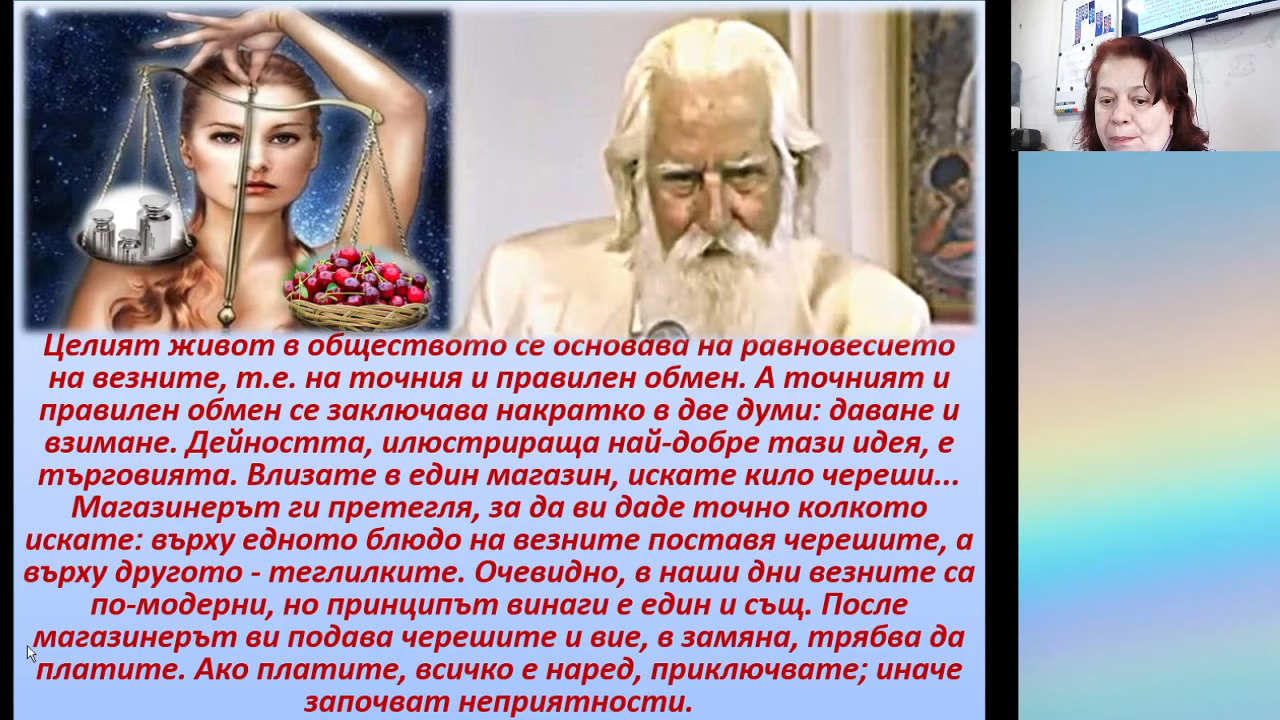 Целият живот в обществото се основава на равновесието
на везните, т.е. на точния и правилен обмен. А точният и
правилен обмен се заключава накратко в две думи: даване и
взимане. Дейността, илюстрираща най-добре тази идея, е
търговията. Влизате в един магазин, искате кило череши...
Магазинерът ги претегля, за да ви даде точно колкото
искате: върху едното блюдо на везните поставя черешите, а
върху другото - теглилките. Очевидно, в наши дни везните са
по-модерни, но принципът винаги е един и същ. После
магазинерът ви подава черешите и вие, в замяна, трябва да
платите. Ако платите, всичко е наред, приключвате; иначе
започват неприятности.